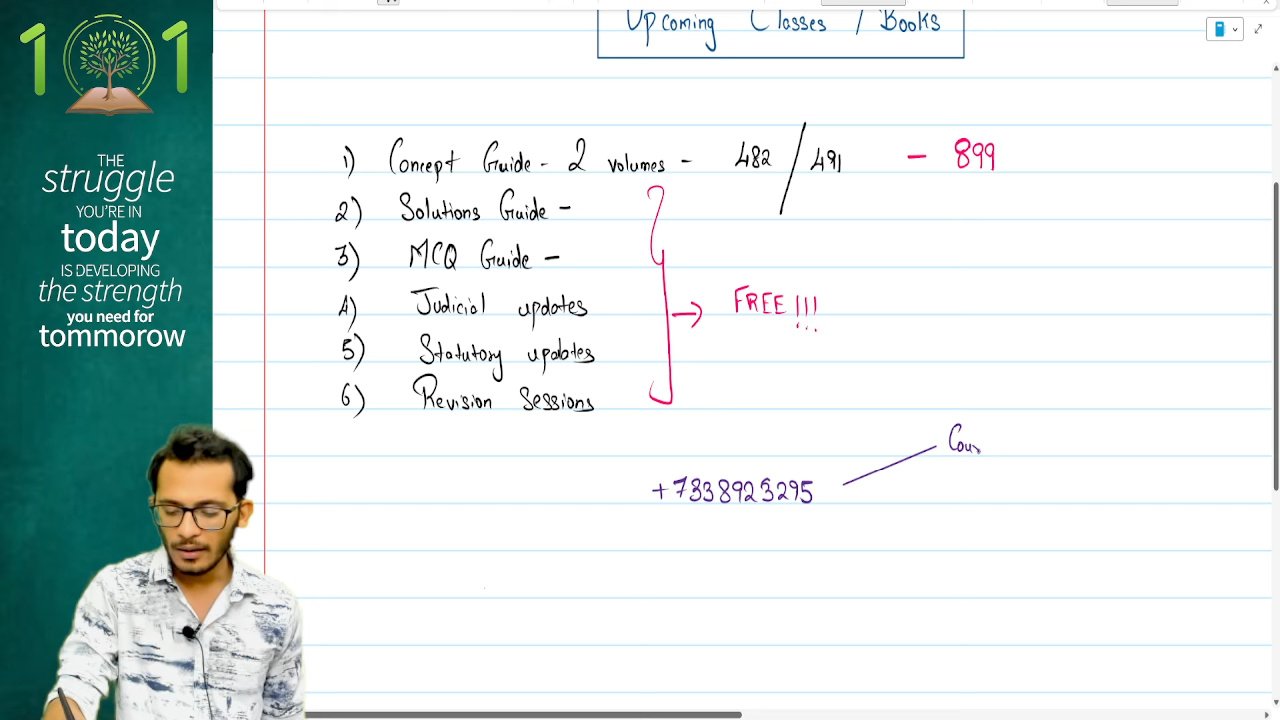 101
THE
struggle
YOU'RE IN
today
IS DEVELOPING
the strength
you need for
tommorow
Upcoming Classes / Books
1) Concept Guide - 2 volumes - 482 / 491 - 899
2) Solutions Guide -
3) MCQ Guide -
4) Judicial updates
5) Statutory updates
6) Revision Sessions
→ FREE!!!
+7338923295
Cou